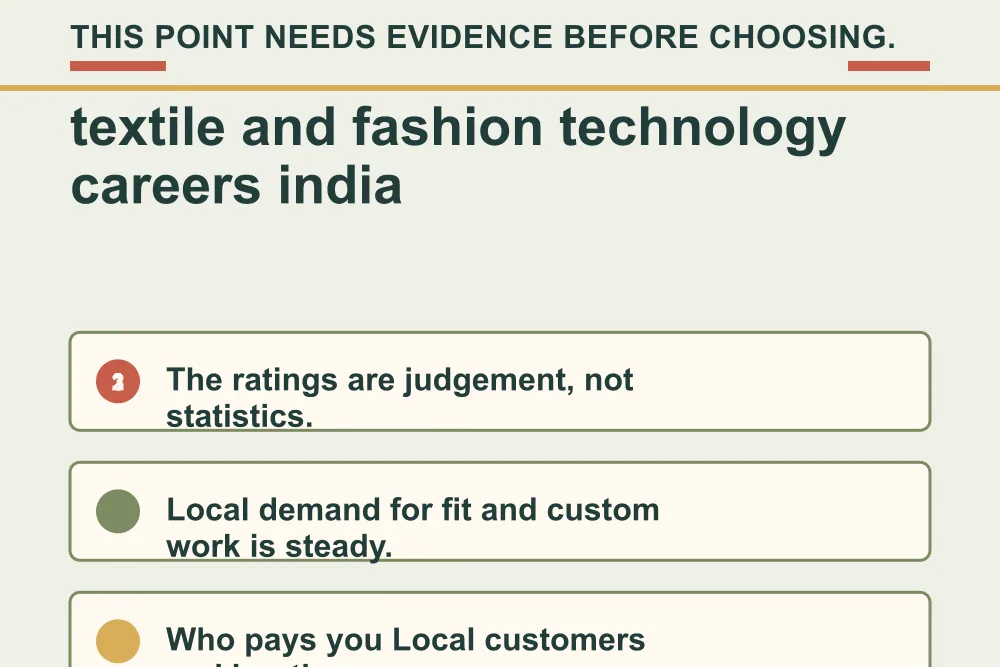 THIS POINT NEEDS EVIDENCE BEFORE CHOOSING.
textile and fashion technology
careers india
The ratings are judgement, not
statistics.
Local demand for fit and custom
work is steady.
Who pays you Local customers